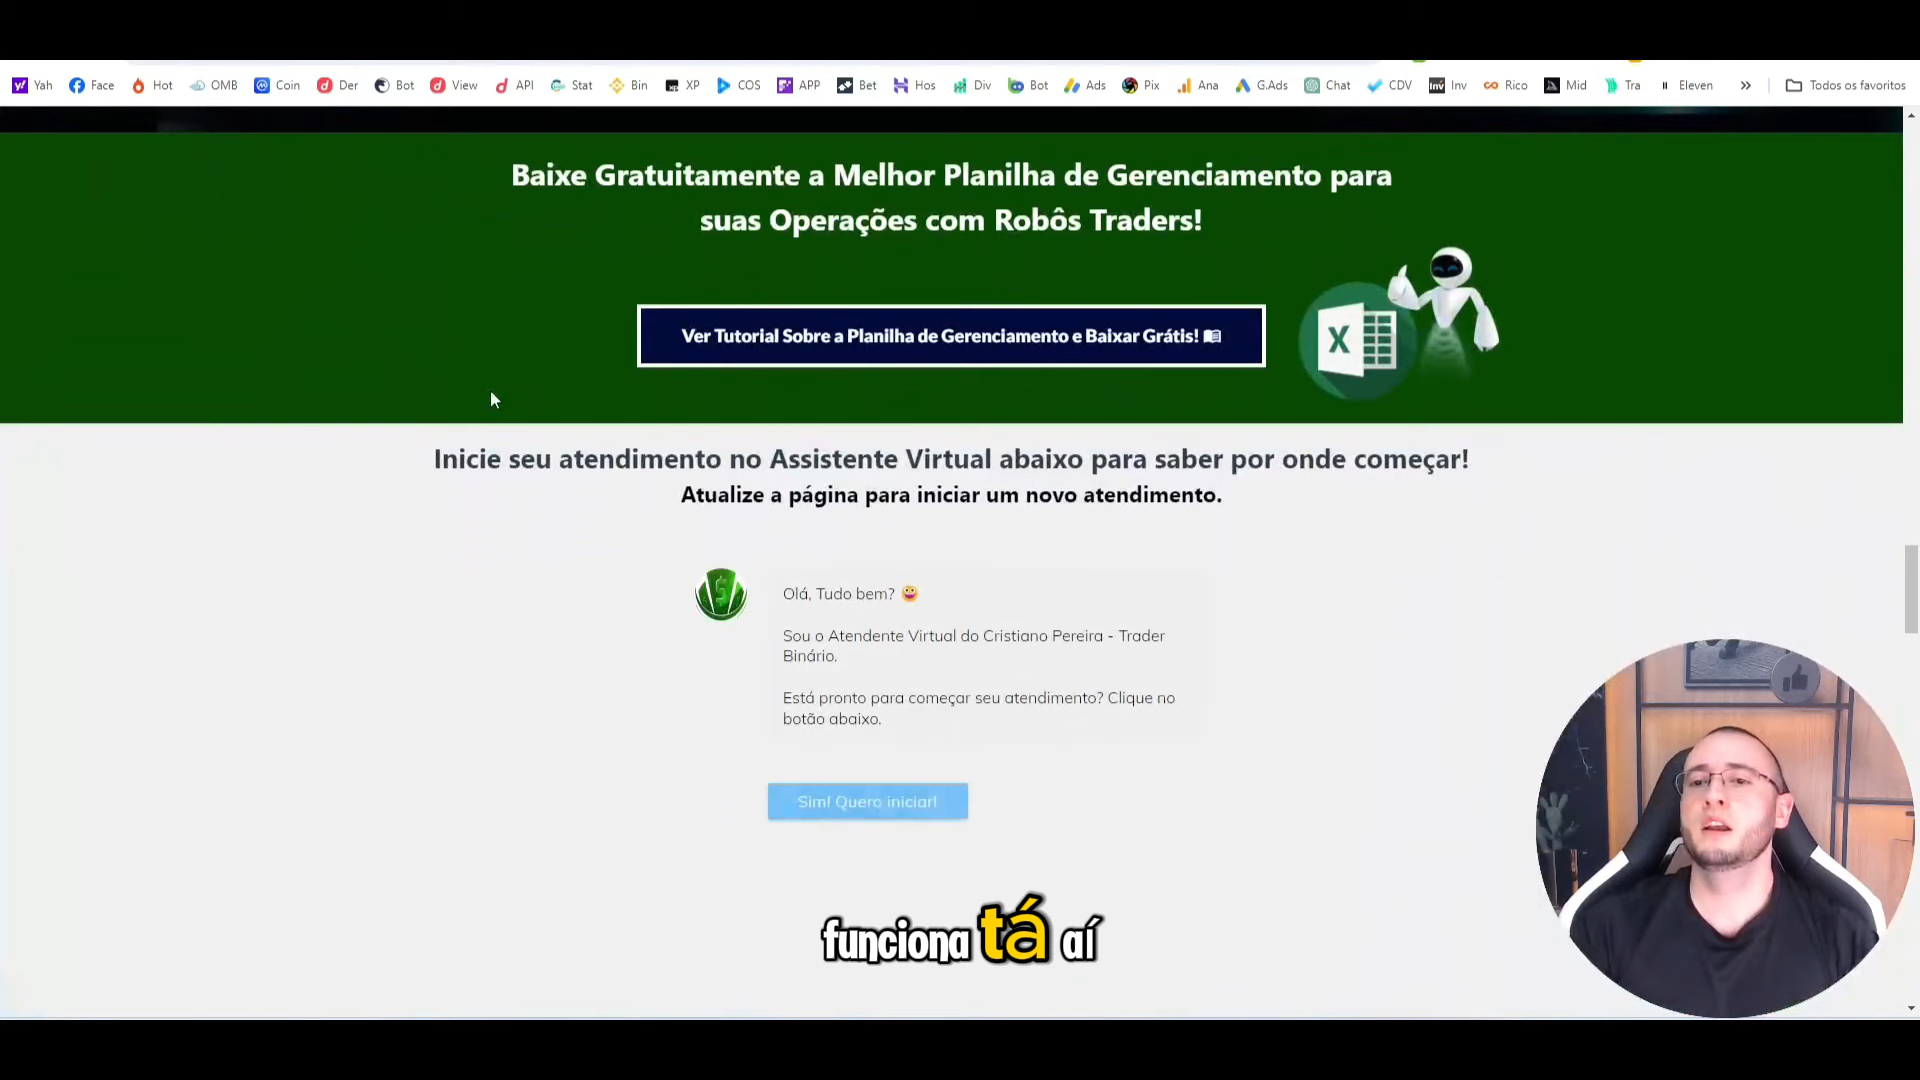 Yah Face Hot OMB Coin Der Bot View API Stat Bin XP COS APP Bet Hos Div Bot Ads Pix Ana G.Ads Chat CDV Inv Rico Mid Tra Eleven » Todos os favoritos
Baixe Gratuitamente a Melhor Planilha de Gerenciamento para
suas Operações com Robôs Traders!
Ver Tutorial Sobre a Planilha de Gerenciamento e Baixar Grátis!
X
Inicie seu atendimento no Assistente Virtual abaixo para saber por onde começar!
Atualize a página para iniciar um novo atendimento.
Olá, Tudo bem? 😀
Sou o Atendente Virtual do Cristiano Pereira - Trader
Binário.
Está pronto para começar seu atendimento? Clique no
botão abaixo.
Sim! Quero iniciar!
funciona tá aí